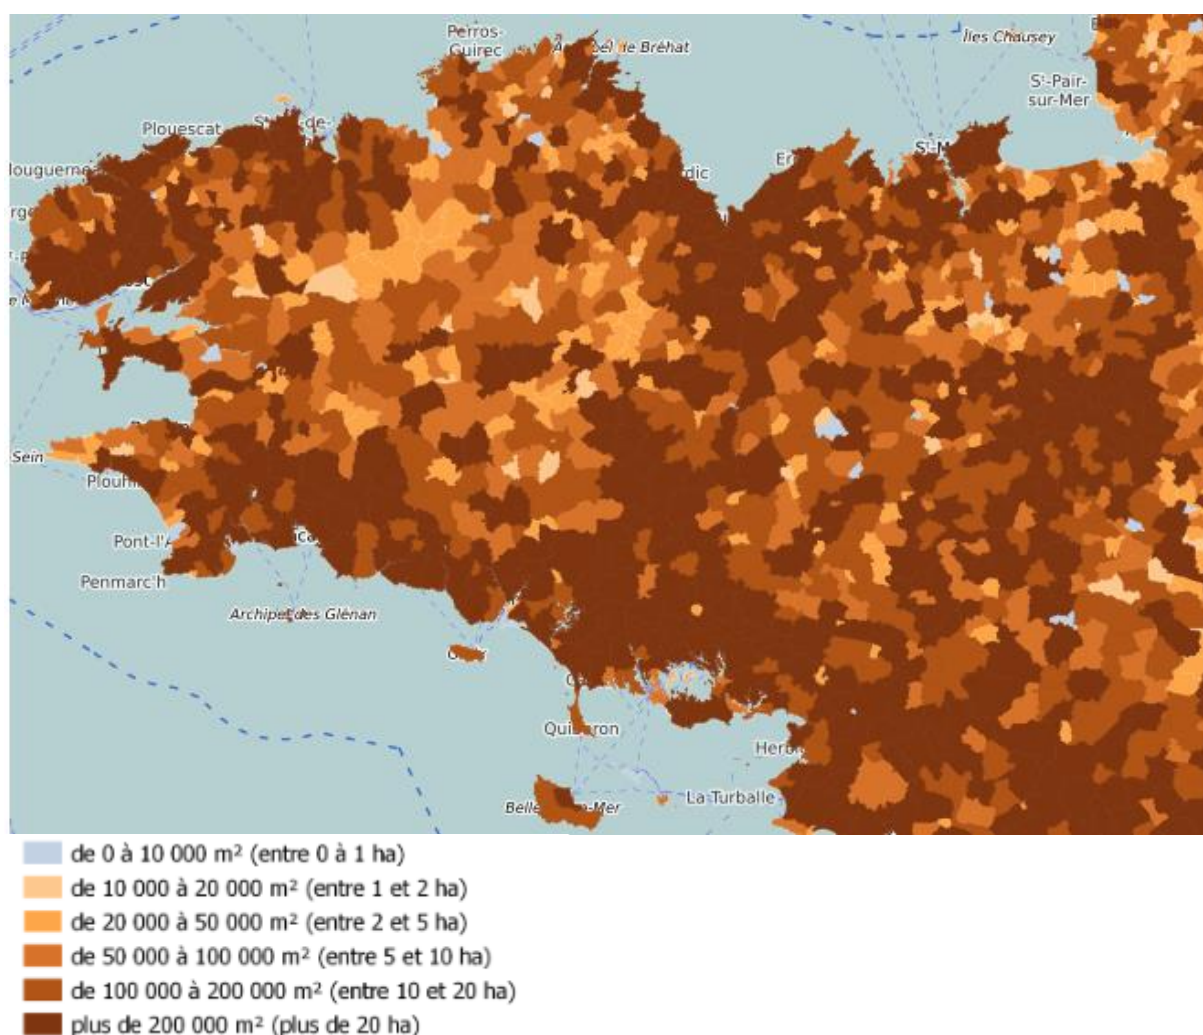 Perros-
Guirec
de Bréhat
Îles Chausey
Sᵗ-Pair-
sur-Mer
Plouescat
Sein
Penmarc'h
Archipel des Glénan
Quiberon
La Turballe
de 0 à 10 000 m² (entre 0 à 1 ha)
de 10 000 à 20 000 m² (entre 1 et 2 ha)
de 20 000 à 50 000 m² (entre 2 et 5 ha)
de 50 000 à 100 000 m² (entre 5 et 10 ha)
de 100 000 à 200 000 m² (entre 10 et 20 ha)
plus de 200 000 m² (plus de 20 ha)